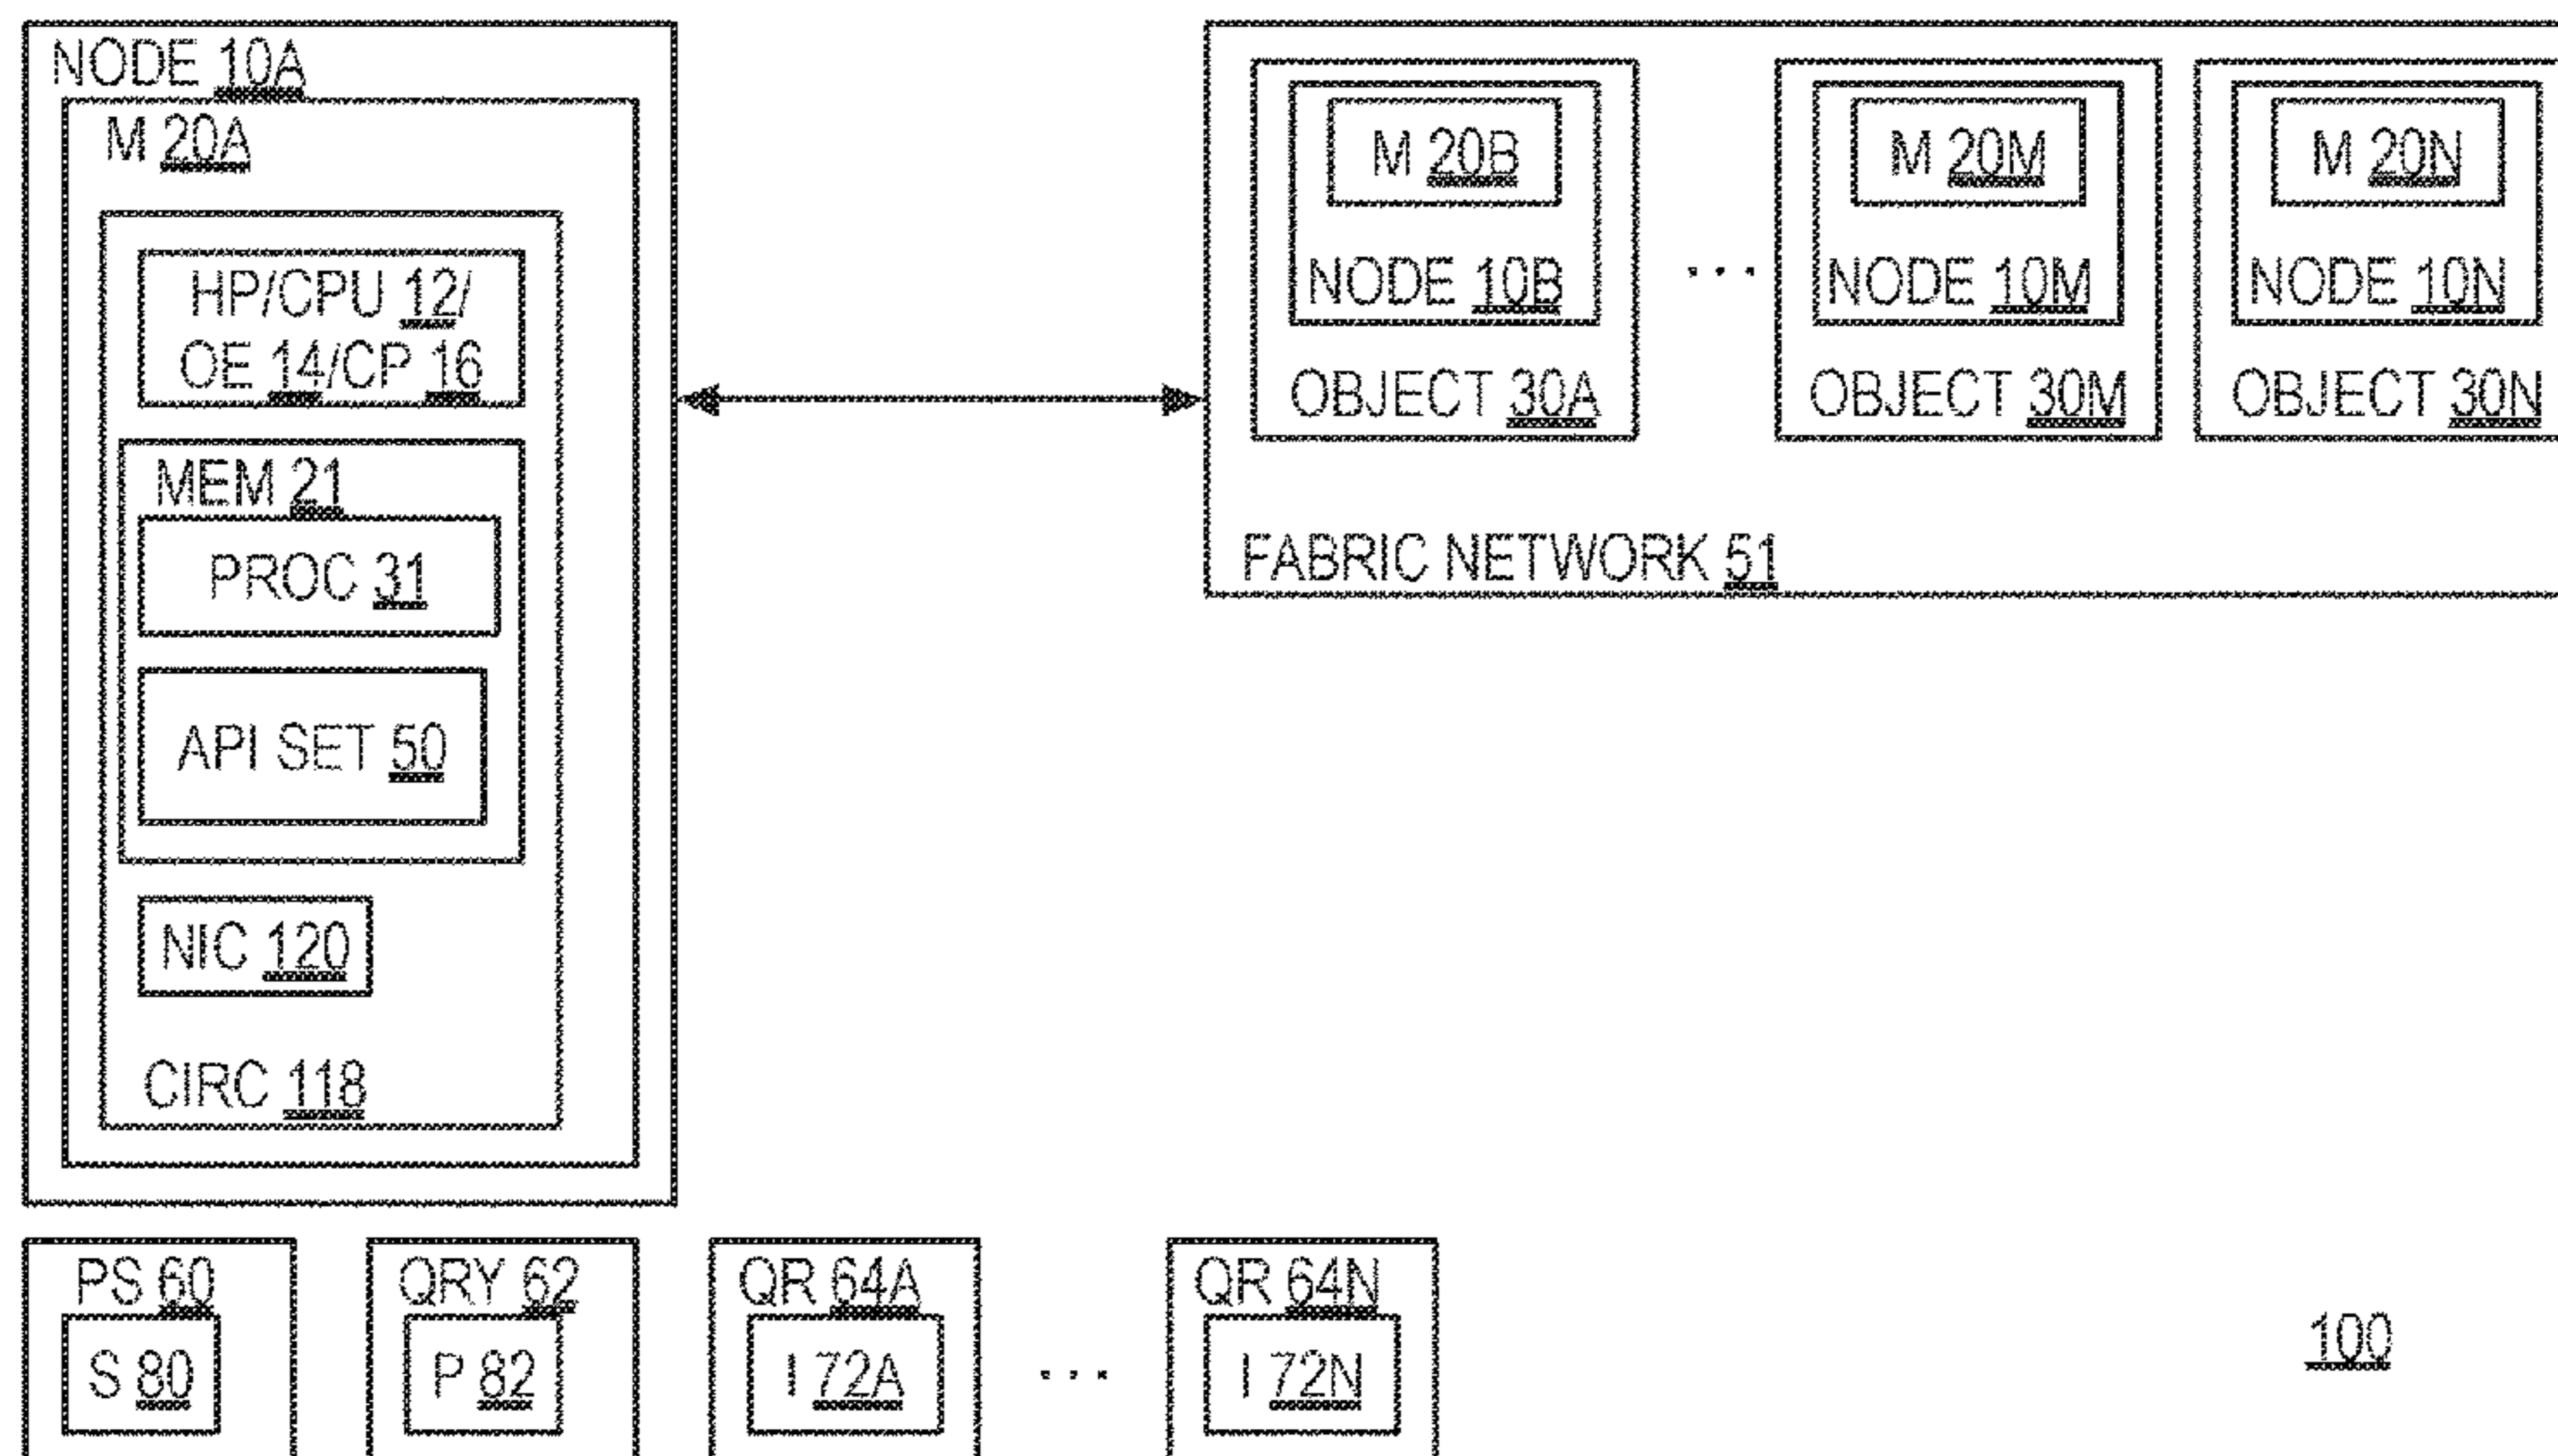 NODE 10A
M 20A
HP/CPU 12/
OE 14/CP 16
MEM 21
PROC 31
API SET 50
NIC 120
CIRC 118
M 20B
NODE 10B
OBJECT 30A
...
M 20M
NODE 10M
OBJECT 30M
M 20N
NODE 10N
OBJECT 30N
FABRIC NETWORK 51
PS 60
S 80
QRY 62
P 82
QR 64A
I 72A
...
QR 64N
I 72N
100